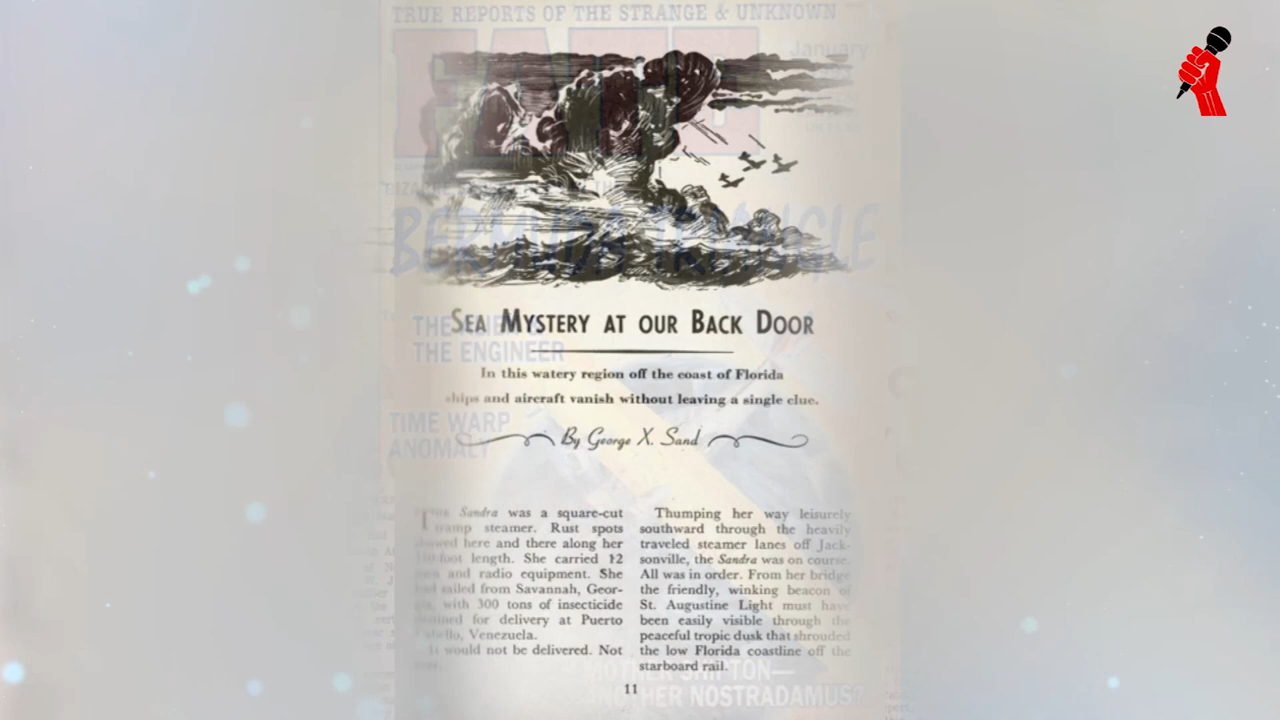 TRUE REPORTS OF THE STRANGE & UNKNOWN
FATE
January
BERMUDA TRIANGLE
SEA MYSTERY AT OUR BACK DOOR
THE
THE ENGINEER
In this watery region off the coast of Florida
ships and aircraft vanish without leaving a single clue.
TIME WARP
ANOMALY
By George X. Sand
Sandra was a square-cut
tramp steamer. Rust spots
showed here and there along her
foot length. She carried 12
men and radio equipment. She
had sailed from Savannah, Geor-
gia, with 300 tons of insecticide
destined for delivery at Puerto
Cabello, Venezuela.
It would not be delivered. Not
ever.
Thumping her way leisurely
southward through the heavily
traveled steamer lanes off Jack-
sonville, the Sandra was on course.
All was in order. From her bridge
the friendly, winking beacon of
St. Augustine Light must have
been easily visible through the
peaceful tropic dusk that shrouded
the low Florida coastline off the
starboard rail.
MOTHER SHIPTON—
ANOTHER NOSTRADAMUS?
11